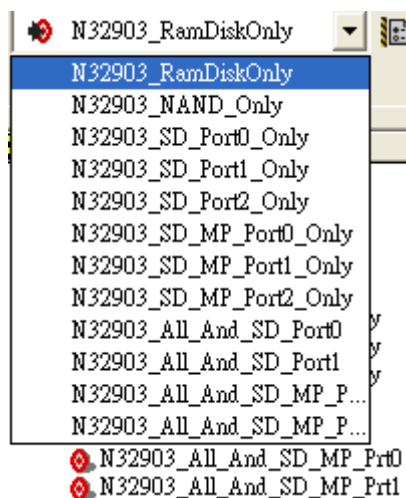 N32903_RamDiskOnly
N32903_RamDiskOnly
N32903_NAND_Only
N32903_SD_Port0_Only
N32903_SD_Port1_Only
N32903_SD_Port2_Only
N32903_SD_MP_Port0_Only
N32903_SD_MP_Port1_Only
N32903_SD_MP_Port2_Only
N32903_All_And_SD_Port0
y
N32903_All_And_SD_Port1
y
N32903_All_And_SD_MP_P...
y
N32903_All_And_SD_MP_P...
N32903_All_And_SD_MP_Prt0
N32903_All_And_SD_MP_Prt1